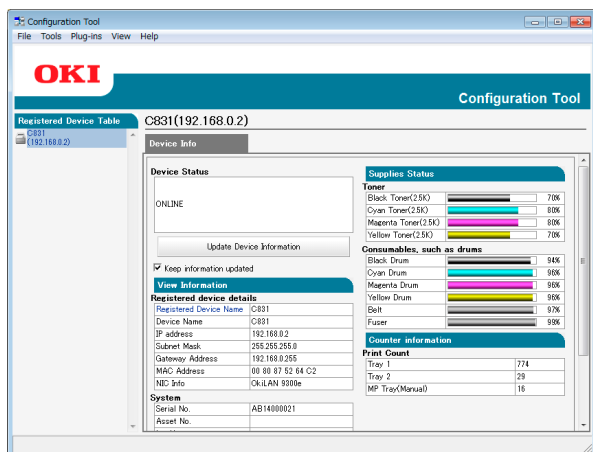 Configuration Tool
File Tools Plug-ins View Help
OKI
Configuration Tool
Registered Device Table
C831
(192.168.0.2)
C831(192.168.0.2)
Device Info
Device Status
ONLINE
Update Device Information
Keep information updated
View Information
Registered device details
Registered Device Name C831
Device Name C831
IP address 192.168.0.2
Subnet Mask 255.255.255.0
Gateway Address 192.168.0.255
MAC Address 00 80 87 52 64 C2
NIC Info OkiLAN 9300e
System
Serial No. AB14000021
Asset No.
Supplies Status
Toner
Black Toner(2.5K) 70%
Cyan Toner(2.5K) 80%
Magenta Toner(2.5K) 80%
Yellow Toner(2.5K) 70%
Consumables, such as drums
Black Drum 94%
Cyan Drum 96%
Magenta Drum 96%
Yellow Drum 96%
Belt 97%
Fuser 99%
Counter information
Print Count
Tray 1 774
Tray 2 29
MP Tray(Manual) 16